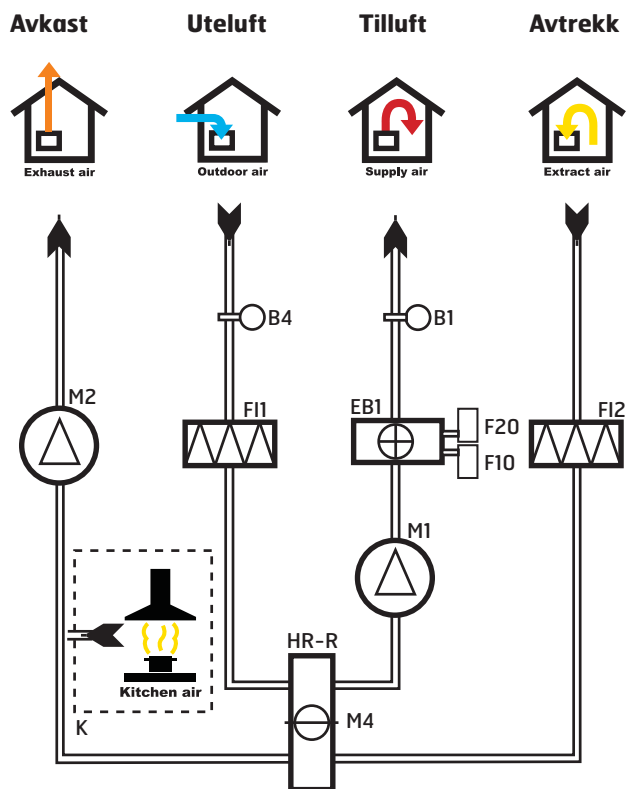 Avkast Uteluft Tilluft Avtrekk
Exhaust air Outdoor air Supply air Extract air
B4 B1
M2 FI1 EB1 FI2
F20
F10
M1
HR-R
Kitchen air
K M4